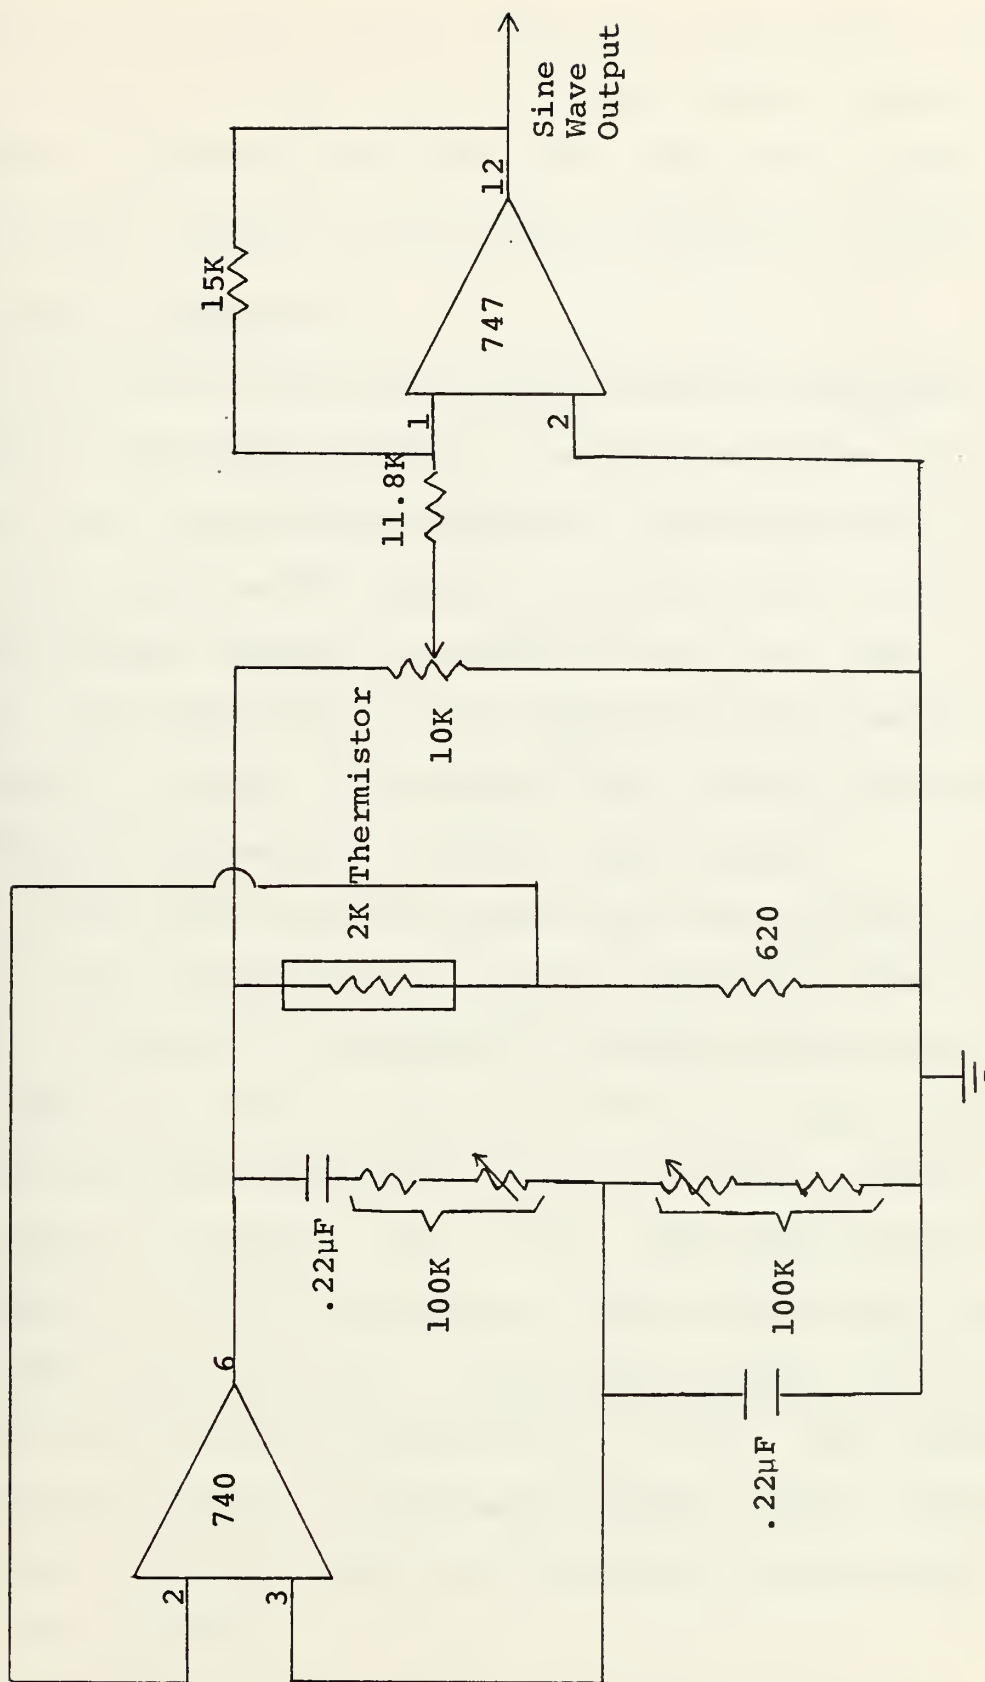 15K
12
Sine
Wave
Output
747
1
2
11.8K
10K
2K Thermistor
620
.22µF
100K
100K
.22µF
6
740
2
3